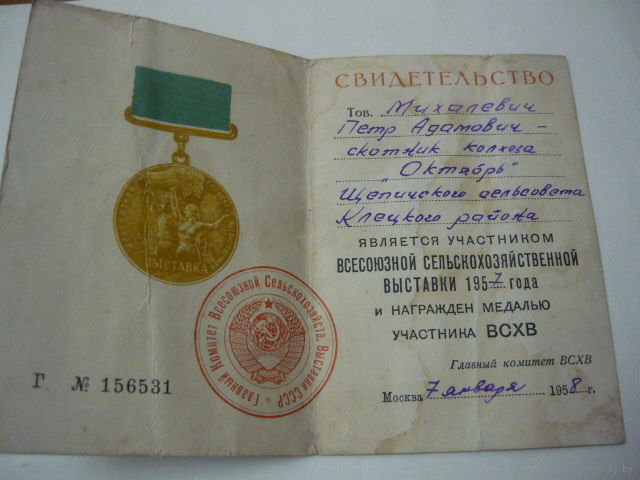 ВЫСТАВКА
Главный Комитет Всесоюзной Сельскохозяйств. Выставки СССР
Г № 156531
СВИДЕТЕЛЬСТВО
Тов. Михалевич
Петр Адамович –
скотник колхоза
„Октябрь"
Щепичского сельсовета
Клецкого района
ЯВЛЯЕТСЯ УЧАСТНИКОМ
ВСЕСОЮЗНОЙ СЕЛЬСКОХОЗЯЙСТВЕННОЙ
ВЫСТАВКИ 1957 года
И НАГРАЖДЕН МЕДАЛЬЮ
УЧАСТНИКА ВСХВ
Главный комитет ВСХВ
Москва 7 января 1958 г.